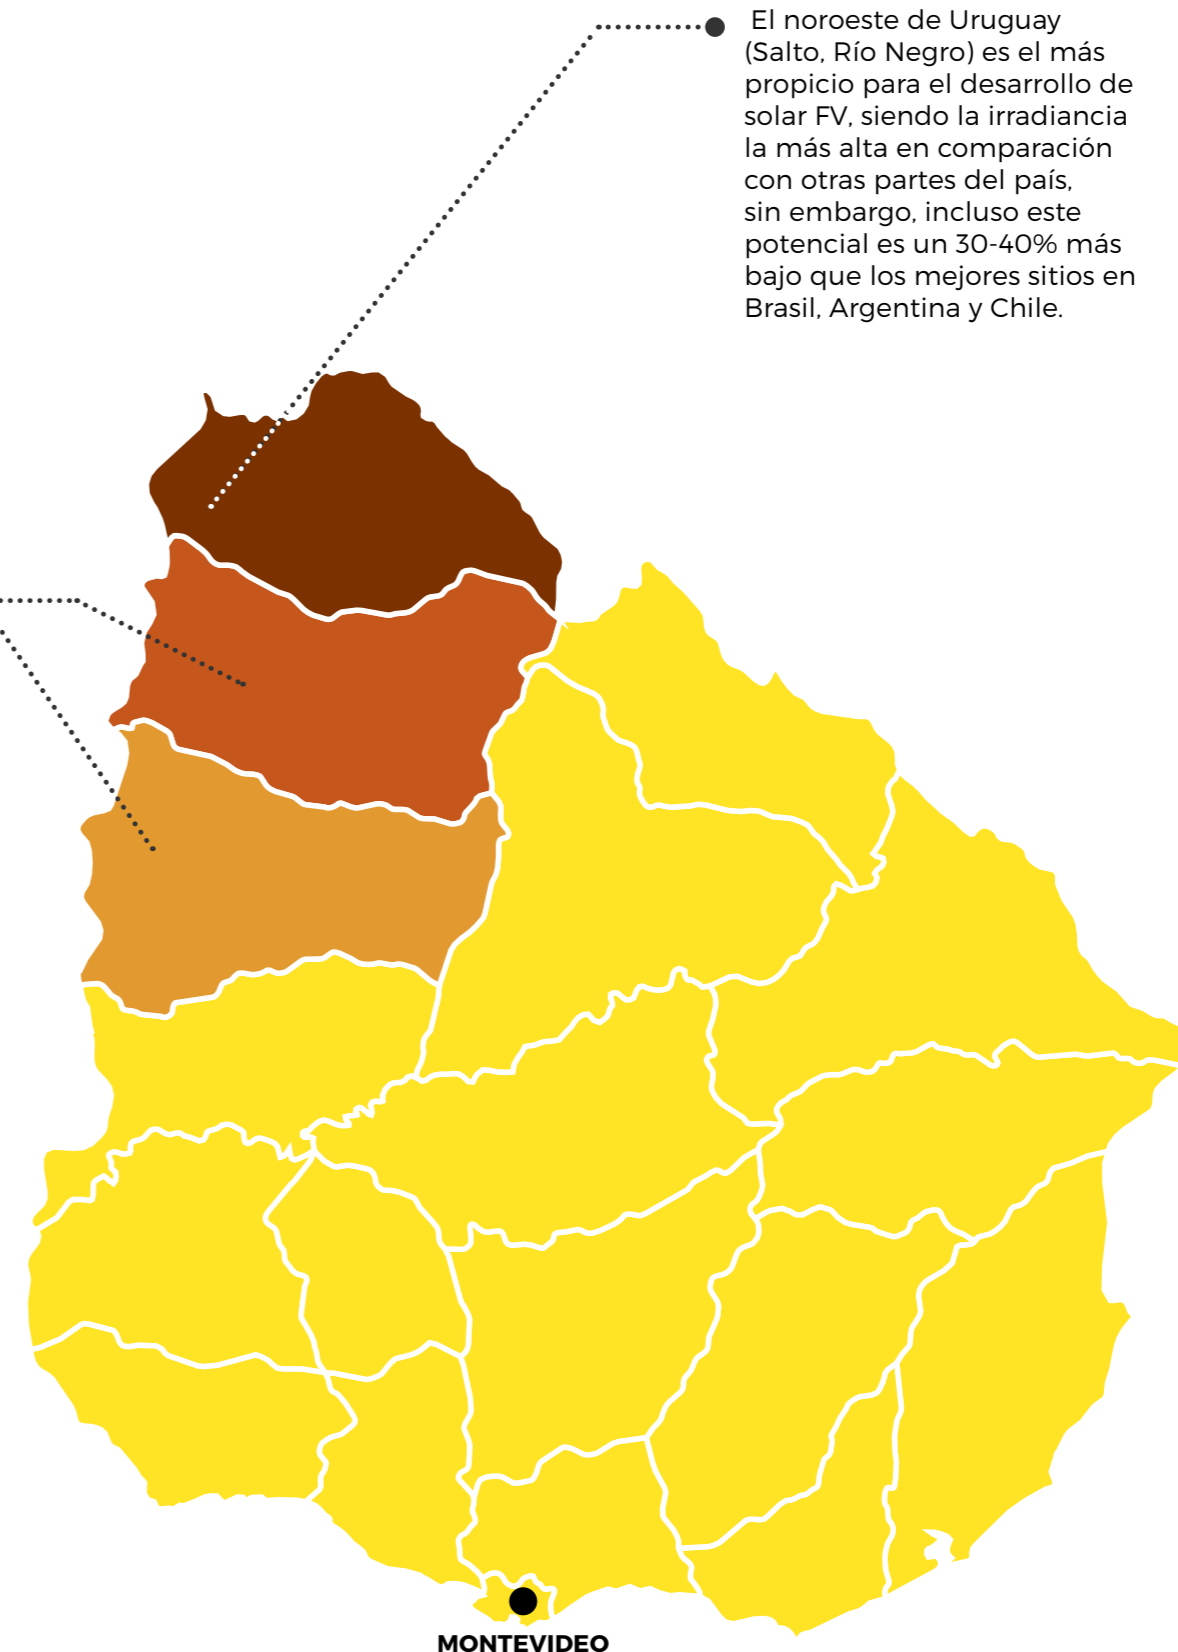 El noroeste de Uruguay
(Salto, Río Negro) es el más
propicio para el desarrollo de
solar FV, siendo la irradiancia
la más alta en comparación
con otras partes del país,
sin embargo, incluso este
potencial es un 30-40% más
bajo que los mejores sitios en
Brasil, Argentina y Chile.
MONTEVIDEO